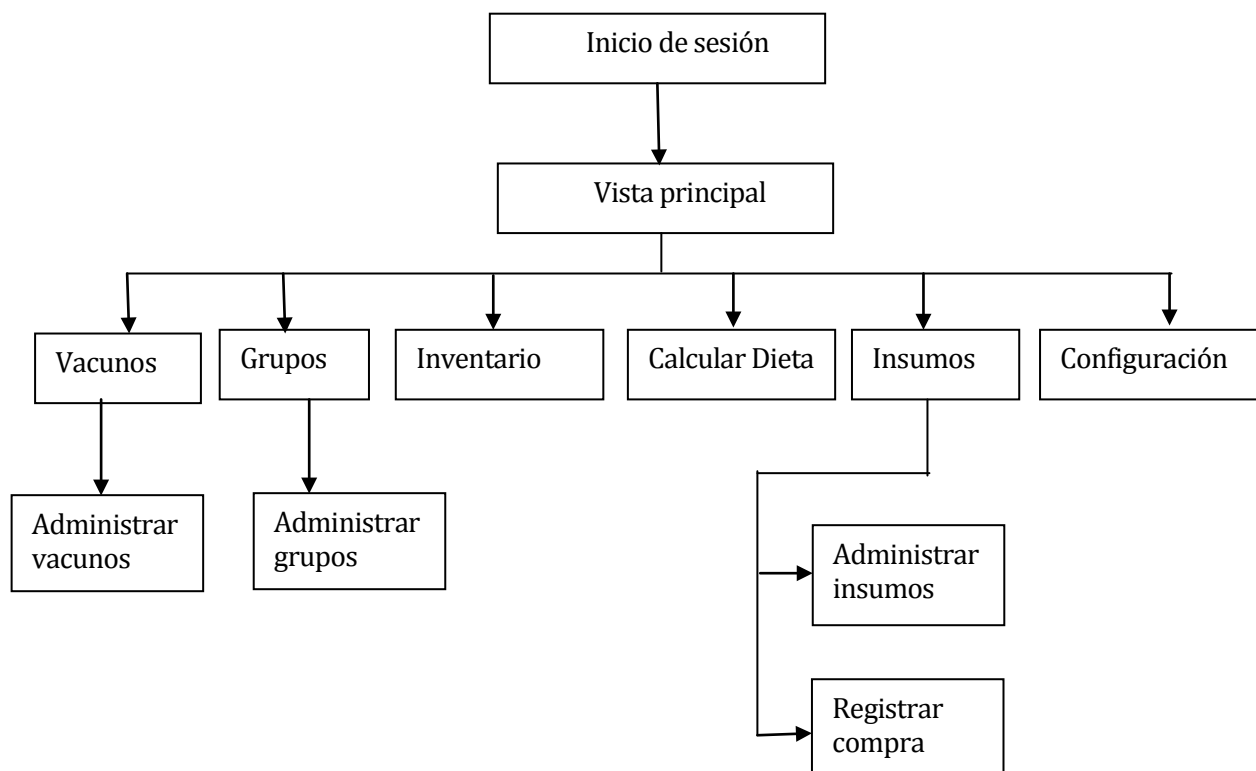 Inicio de sesión
Vista principal
Vacunos
Grupos
Inventario
Calcular Dieta
Insumos
Configuración
Administrar
vacunos
Administrar
grupos
Administrar
insumos
Registrar
compra